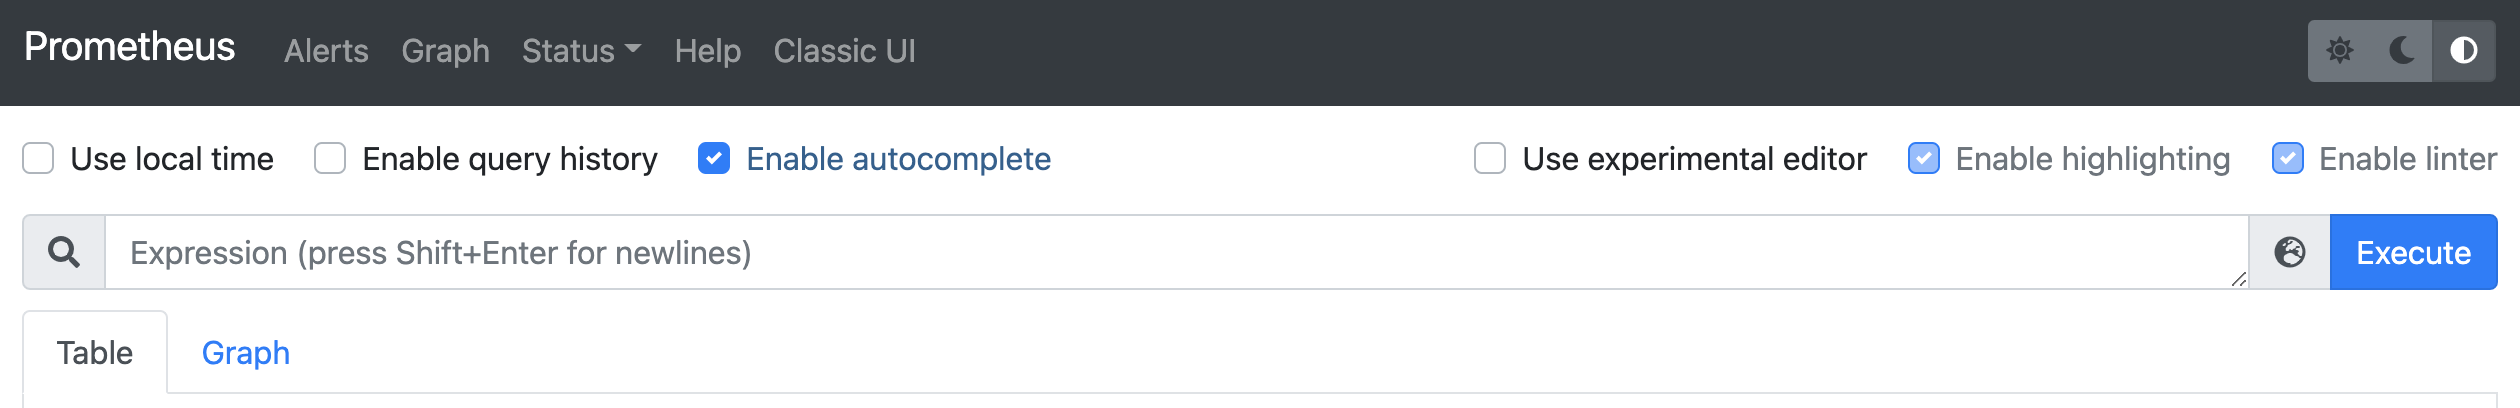 Prometheus Alerts Graph Status Help Classic UI
Use local time Enable query history Enable autocomplete Use experimental editor Enable highlighting Enable linter
Expression (press Shift+Enter for newlines) Execute
Table Graph